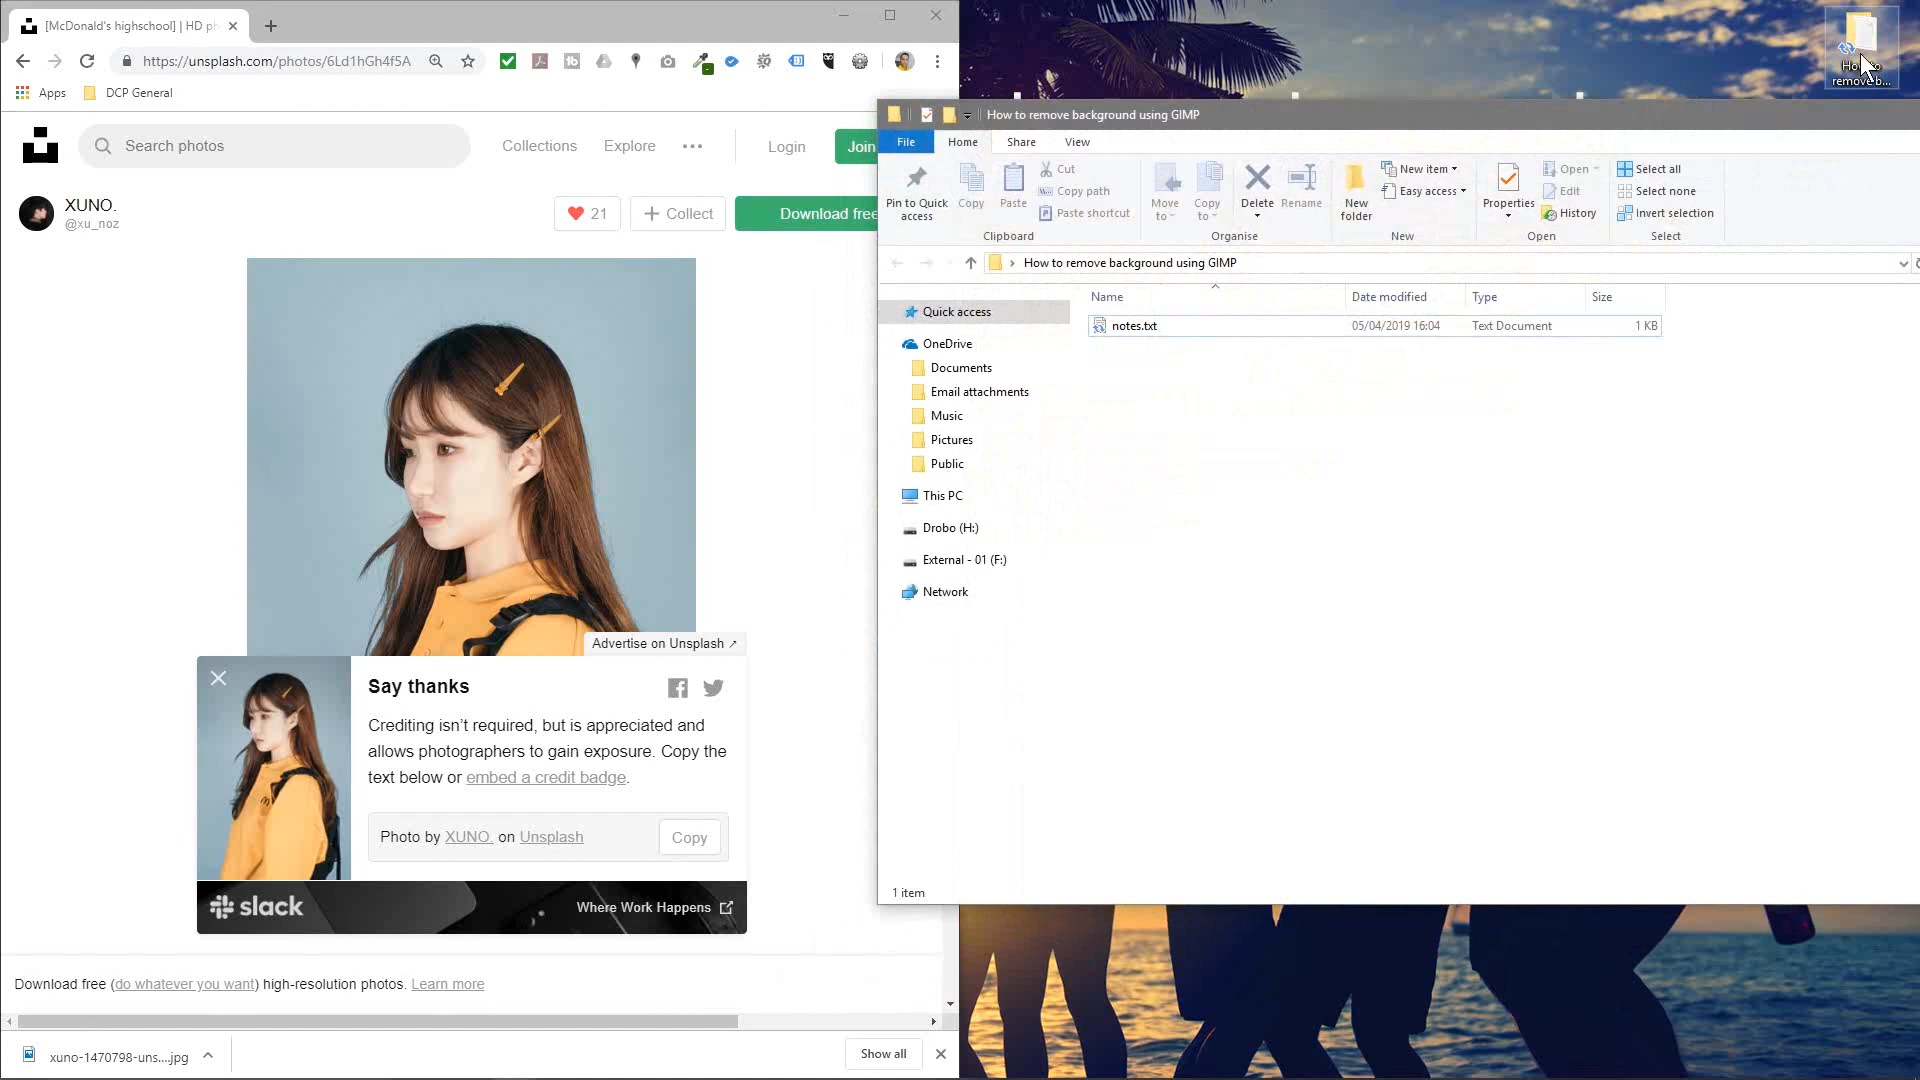 [McDonald's highschool] | HD ph
https://unsplash.com/photos/6Ld1hGh4f5A
Apps
DCP General
Search photos
Collections
Explore
Login
Join
XUNO.
@xu_noz
21
Collect
Download free
Advertise on Unsplash ↗
Say thanks
Crediting isn’t required, but is appreciated and
allows photographers to gain exposure. Copy the
text below or embed a credit badge.
Photo by XUNO. on Unsplash
Copy
slack
Where Work Happens
Download free (do whatever you want) high-resolution photos. Learn more
xuno-1470798-uns....jpg
Show all
How to
remove b...
How to remove background using GIMP
File
Home
Share
View
Pin to Quick
access
Copy
Paste
Cut
Copy path
Paste shortcut
Clipboard
Move
to
Copy
to
Delete
Rename
Organise
New
folder
New item
Easy access
New
Properties
Open
Edit
History
Open
Select all
Select none
Invert selection
Select
How to remove background using GIMP
Quick access
OneDrive
Documents
Email attachments
Music
Pictures
Public
This PC
Drobo (H:)
External - 01 (F:)
Network
Name
Date modified
Type
Size
notes.txt
05/04/2019 16:04
Text Document
1 KB
1 item